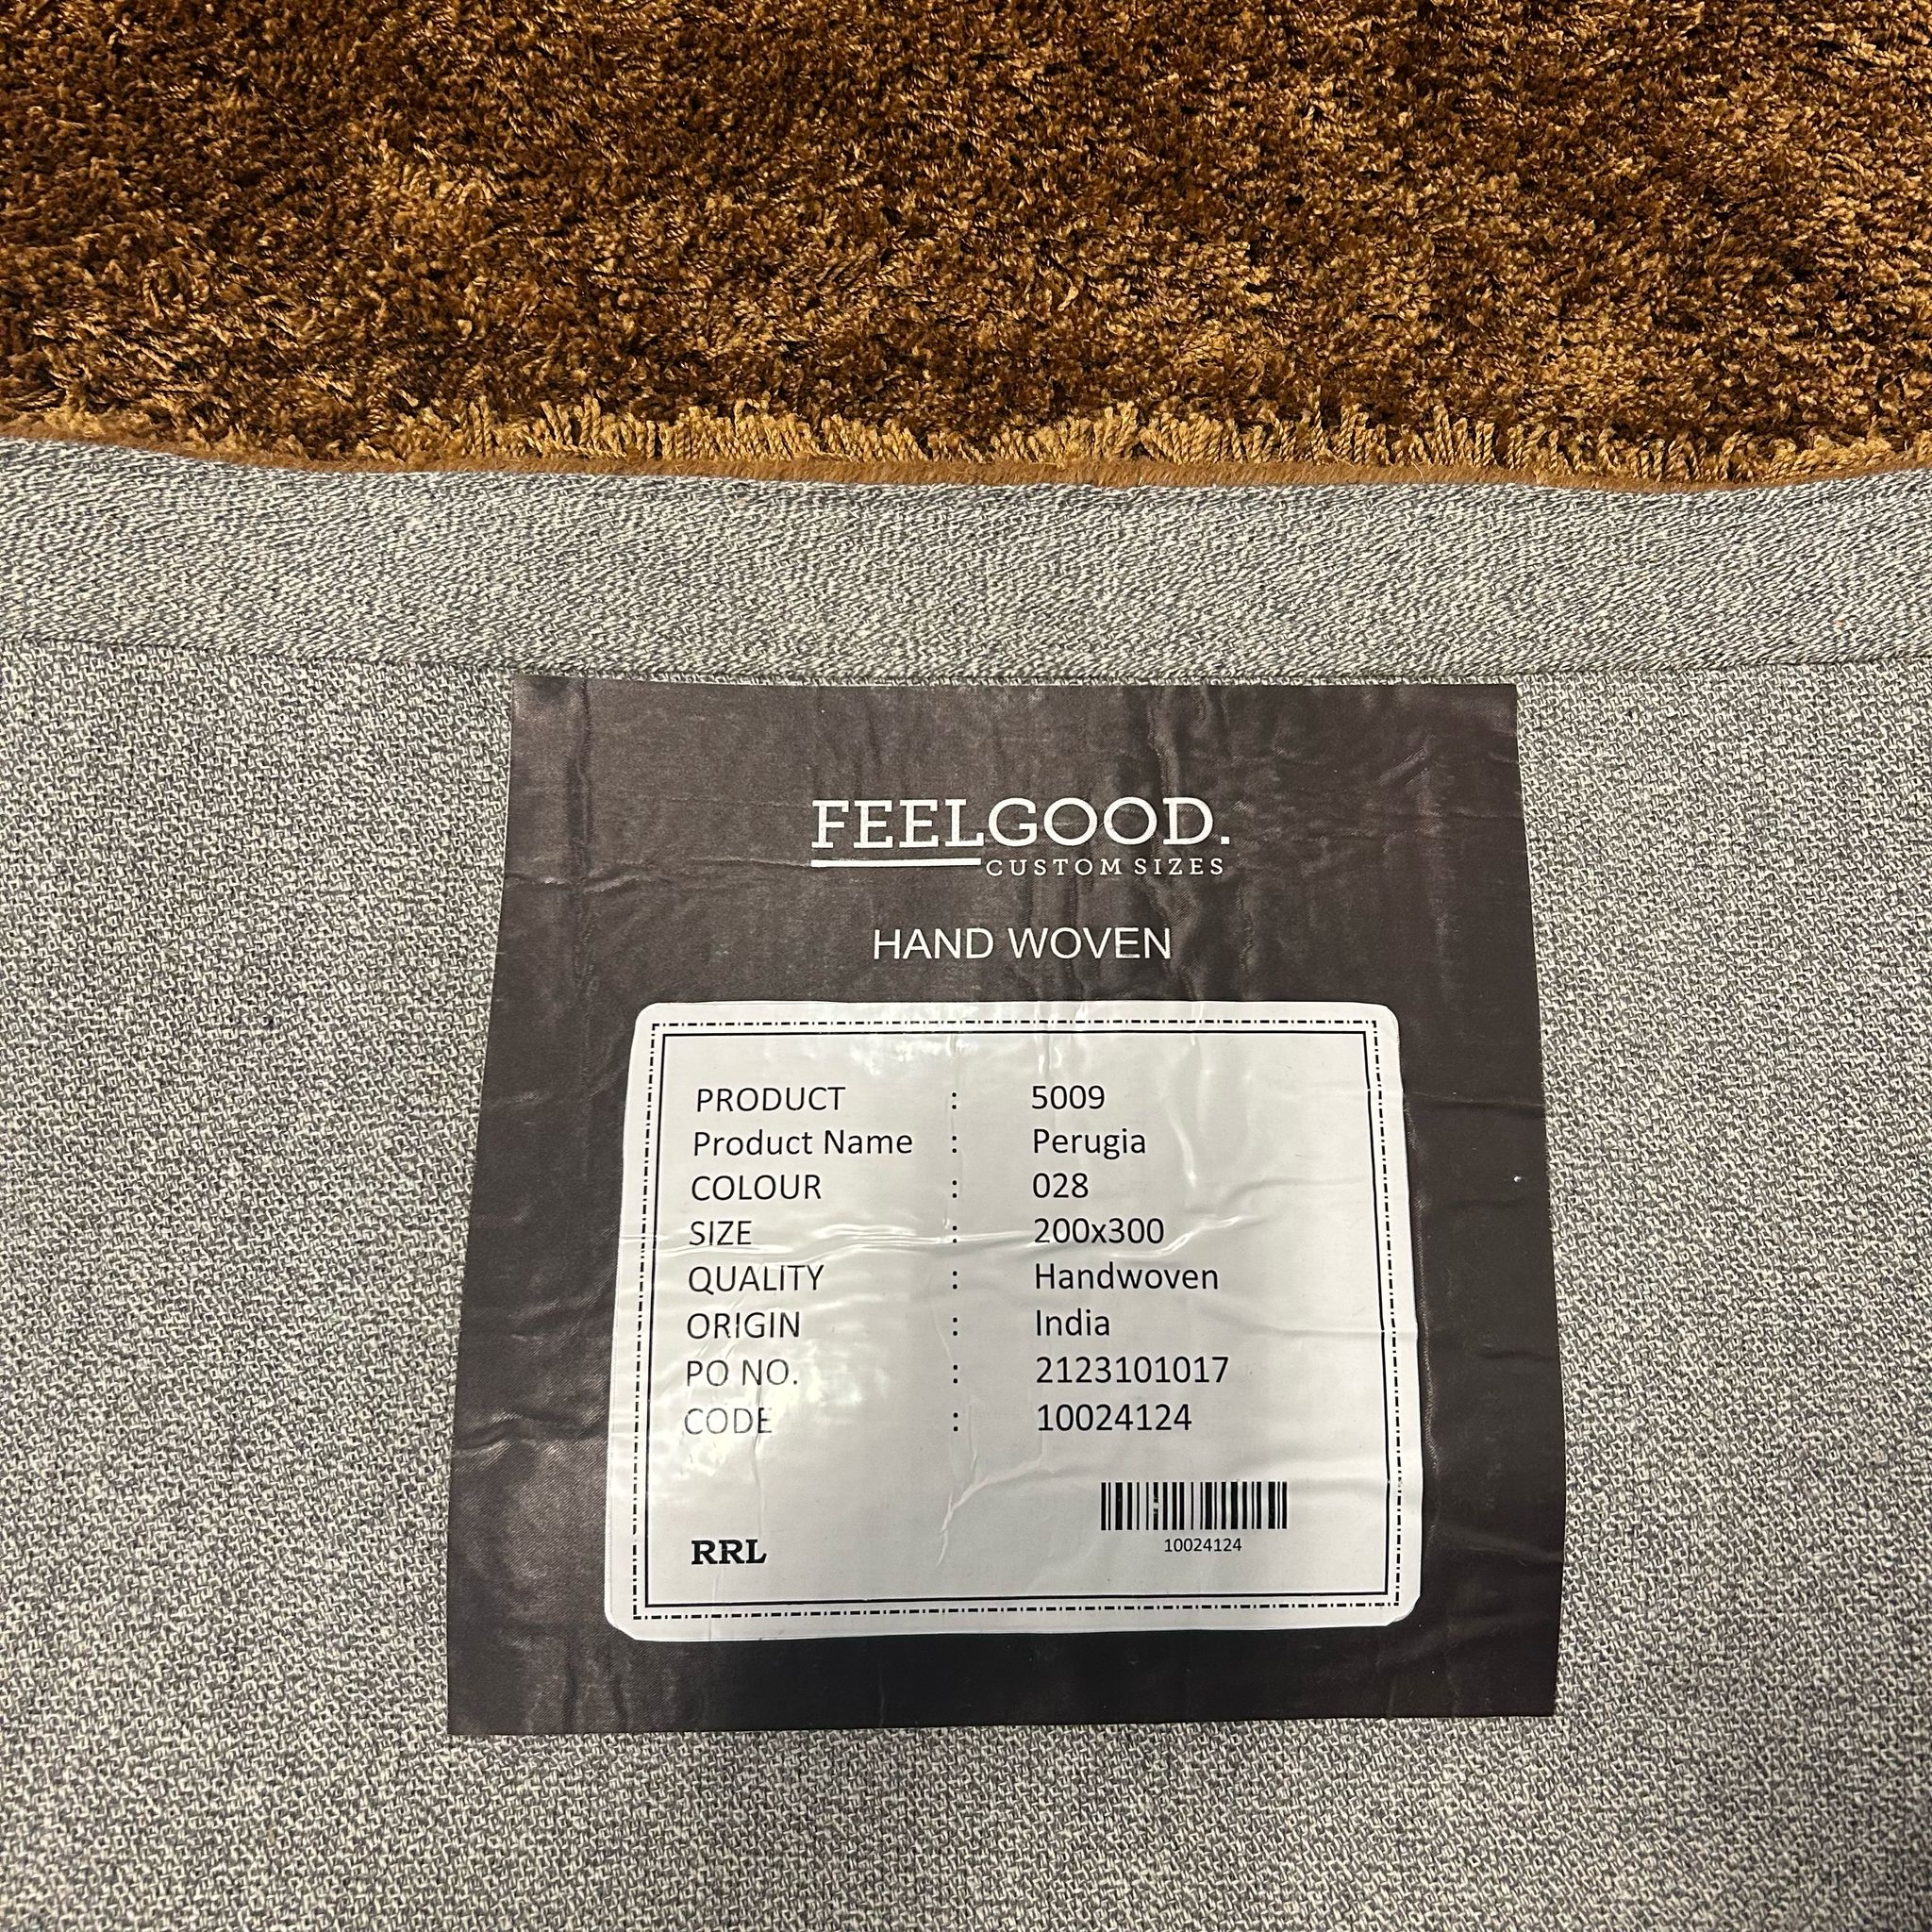 FEELGOOD.
CUSTOM SIZES
HAND WOVEN
PRODUCT : 5009
Product Name : Perugia
COLOUR : 028
SIZE : 200x300
QUALITY : Handwoven
ORIGIN : India
PO NO. : 2123101017
CODE : 10024124
RRL
10024124